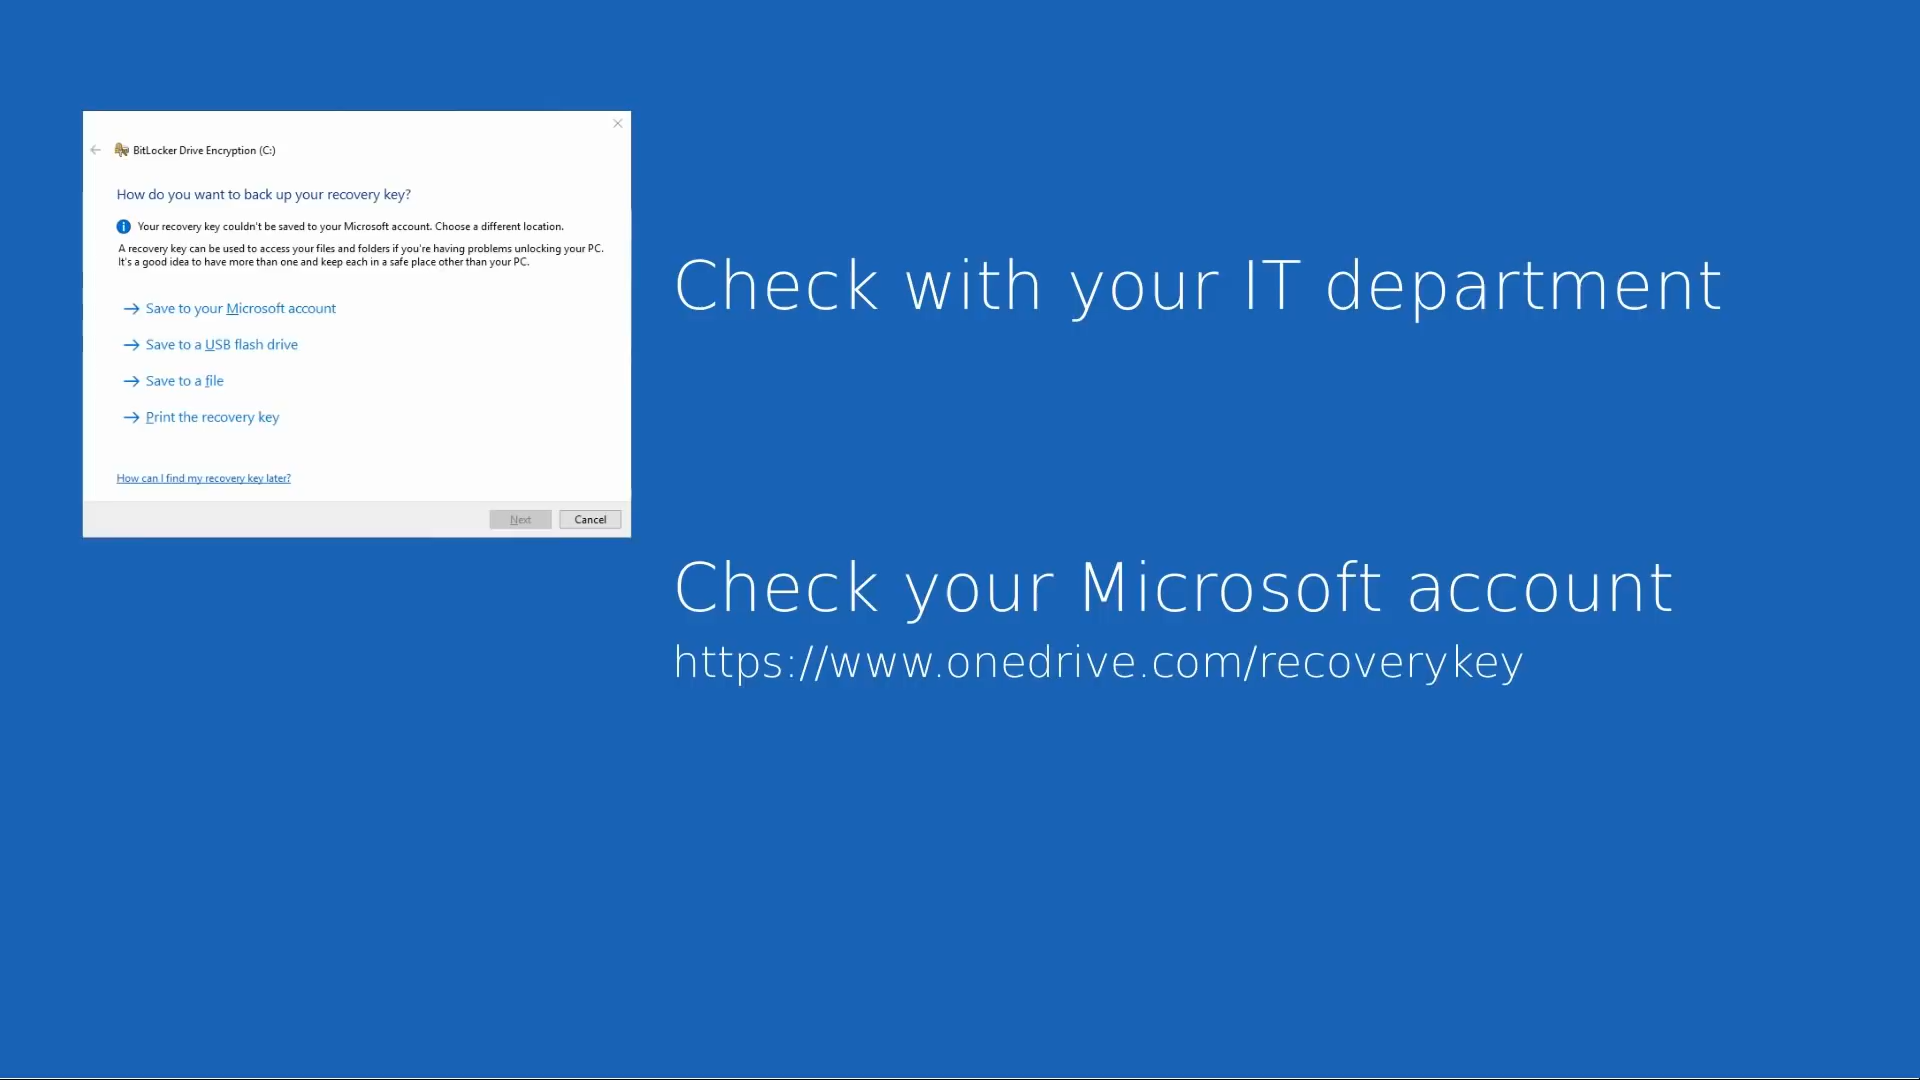 BitLocker Drive Encryption (C:)
How do you want to back up your recovery key?
Your recovery key couldn't be saved to your Microsoft account. Choose a different location.
A recovery key can be used to access your files and folders if you're having problems unlocking your PC.
It's a good idea to have more than one and keep each in a safe place other than your PC.
Save to your Microsoft account
Save to a USB flash drive
Save to a file
Print the recovery key
How can I find my recovery key later?
Next Cancel
Check with your IT department
Check your Microsoft account
https://www.onedrive.com/recoverykey